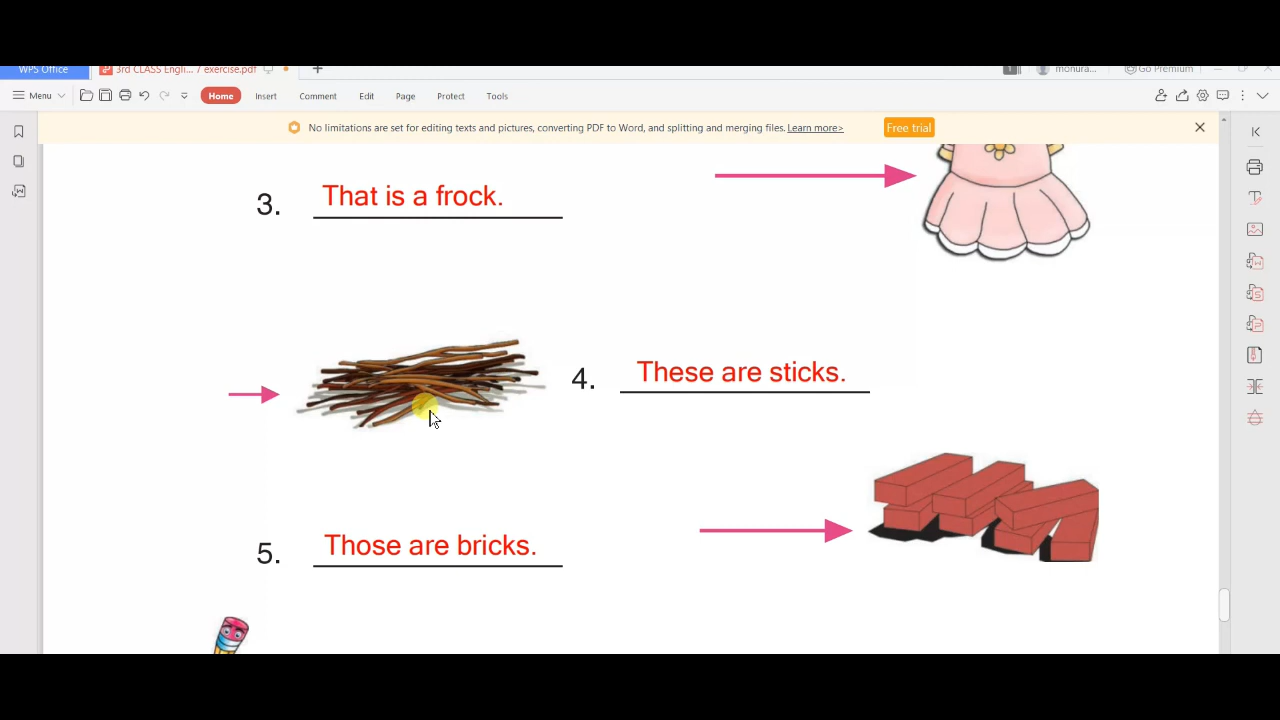 WPS Office 3rd CLASS Engli... 7 exercise.pdf + monura... Go Premium
Menu Home Insert Comment Edit Page Protect Tools
No limitations are set for editing texts and pictures, converting PDF to Word, and splitting and merging files. Learn more> Free trial
3. That is a frock.
4. These are sticks.
5. Those are bricks.